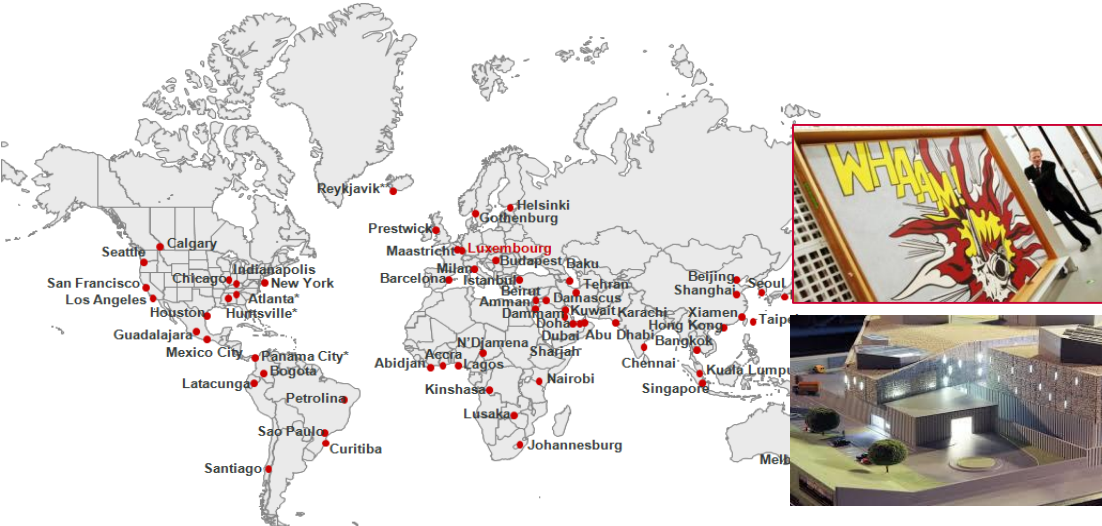 Reykjavik**
Helsinki
Gothenburg
Prestwick
Maastricht
Luxembourg
Budapest
Baku
Milan
Barcelona
Istanbul
Tehran
Beirut
Damascus
Amman
Dammam
Kuwait
Karachi
Doha
Dubai
Abu Dhabi
Sharjah
Calgary
Seattle
Indianapolis
Chicago
New York
San Francisco
Los Angeles
Atlanta*
Huntsville*
Houston
Guadalajara
Mexico City
Panama City*
Bogota
Latacunga
Petrolina
Sao Paulo
Curitiba
Santiago
N'Djamena
Accra
Abidjan
Lagos
Kinshasa
Nairobi
Lusaka
Johannesburg
Beijing
Seoul
Shanghai
Xiamen
Taip
Hong Kong
Bangkok
Chennai
Kuala Lumpu
Singapore
Melb
WHAAM!